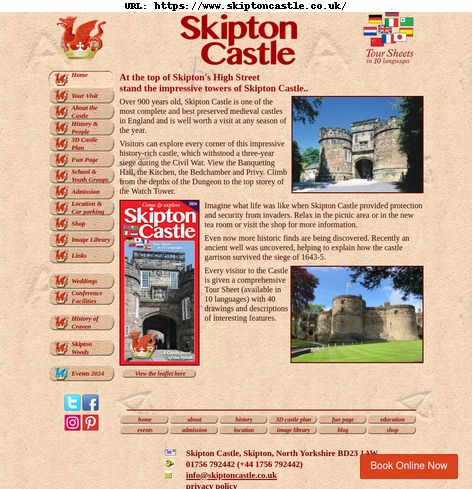 URL: https://www.skiptoncastle.co.uk/
Skipton
Castle
Tour Sheets
in 10 languages
Home
Your Visit
About the
Castle
History &
People
3D Castle
Plan
Fun Page
School &
Youth Groups
Admission
Location &
Car parking
Shop
Image Library
Links
Weddings
Conference
Facilities
History of
Craven
Skipton
Woods
Events 2024
At the top of Skipton's High Street
stand the impressive towers of Skipton Castle..
Over 900 years old, Skipton Castle is one of the
most complete and best preserved medieval castles
in England and is well worth a visit at any season of
the year.
Visitors can explore every corner of this impressive
history-rich castle, which withstood a three-year
siege during the Civil War. View the Banqueting
Hall, the Kitchen, the Bedchamber and Privy. Climb
from the depths of the Dungeon to the top storey of
the Watch Tower.
Come & explore
2024
Skipton
Castle
Tour Sheets
in 10 Languages
View the leaflet here
Imagine what life was like when Skipton Castle provided protection
and security from invaders. Relax in the picnic area or in the new
tea room or visit the shop for more information.
Even now more historic finds are being discovered. Recently an
ancient well was uncovered, helping to explain how the castle
garrison survived the siege of 1643-5.
Every visitor to the Castle
is given a comprehensive
Tour Sheet (available in
10 languages) with 40
drawings and descriptions
of interesting features.
home about history 3D castle plan fun page education
events admission location image library blog shop
Skipton Castle, Skipton, North Yorkshire BD23 1AW
01756 792442 (+44 1756 792442)
info@skiptoncastle.co.uk
privacy policy
Book Online Now